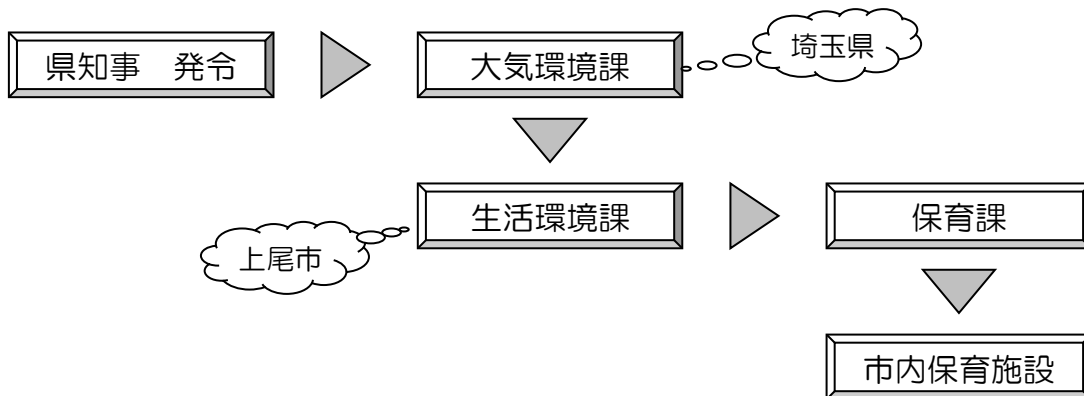 県知事　発令
大気環境課
埼玉県
生活環境課
保育課
上尾市
市内保育施設